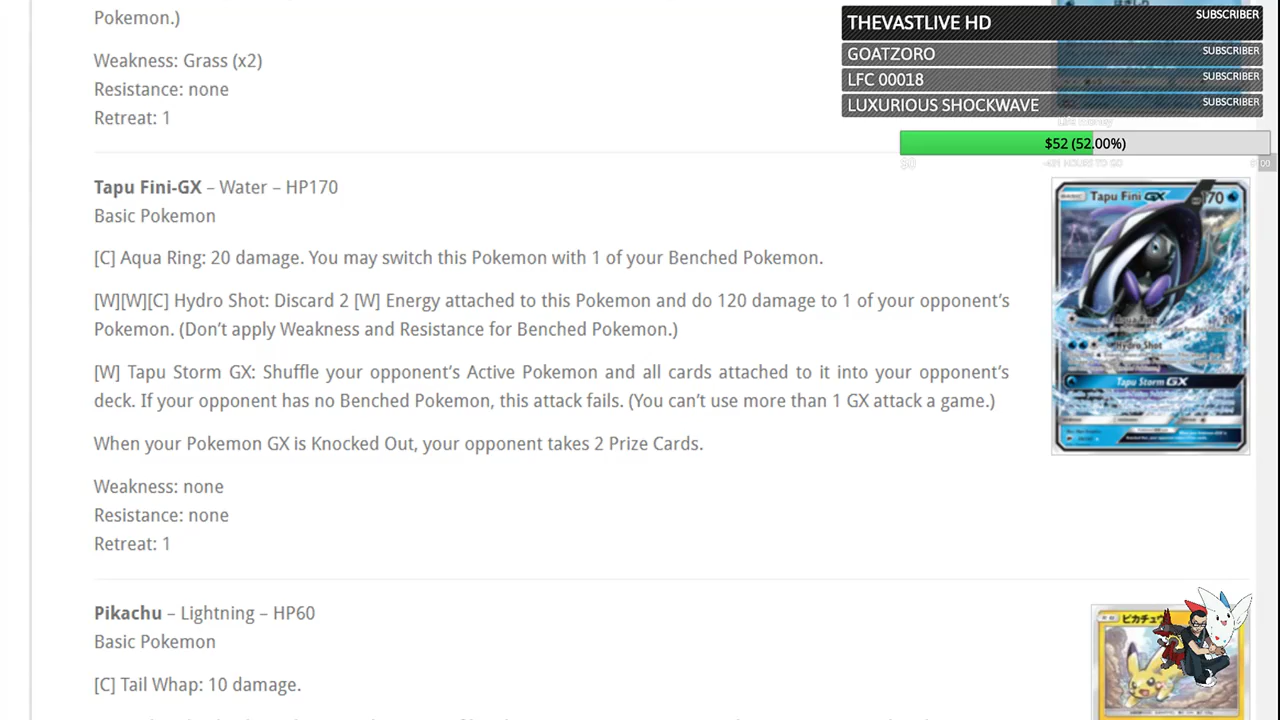 Pokemon.)
Weakness: Grass (x2)
Resistance: none
Retreat: 1
THEVASTLIVE HD SUBSCRIBER
GOATZORO SUBSCRIBER
LFC 00018 SUBSCRIBER
LUXURIOUS SHOCKWAVE SUBSCRIBER
$52 (52.00%)
Tapu Fini-GX – Water – HP170
Basic Pokemon
[C] Aqua Ring: 20 damage. You may switch this Pokemon with 1 of your Benched Pokemon.
[W][W][C] Hydro Shot: Discard 2 [W] Energy attached to this Pokemon and do 120 damage to 1 of your opponent’s
Pokemon. (Don’t apply Weakness and Resistance for Benched Pokemon.)
[W] Tapu Storm GX: Shuffle your opponent’s Active Pokemon and all cards attached to it into your opponent’s
deck. If your opponent has no Benched Pokemon, this attack fails. (You can’t use more than 1 GX attack a game.)
When your Pokemon GX is Knocked Out, your opponent takes 2 Prize Cards.
Weakness: none
Resistance: none
Retreat: 1
Tapu Fini GX 170
Hydro Shot
Tapu Storm GX
Pikachu – Lightning – HP60
Basic Pokemon
[C] Tail Whap: 10 damage.